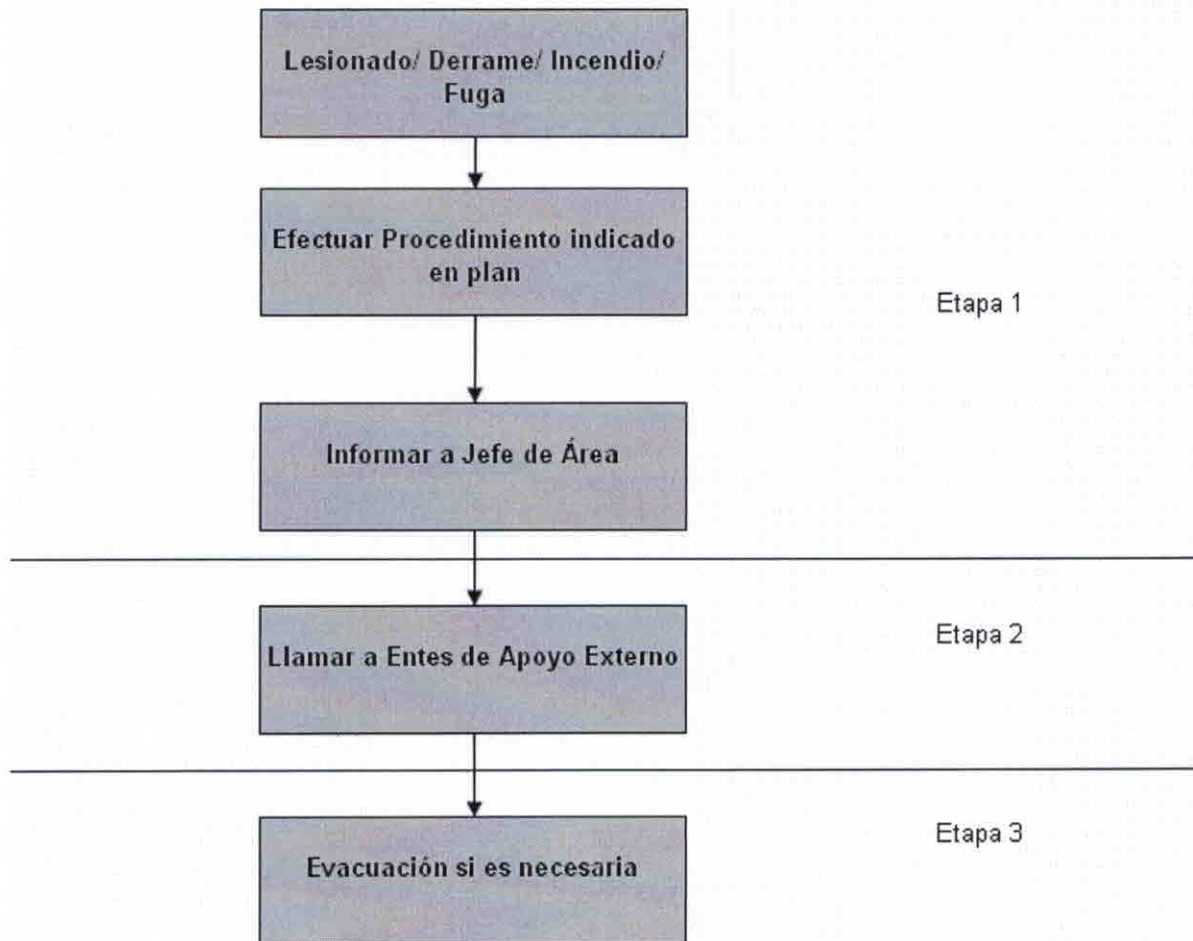 Lesionado/ Derrame/ Incendio/
Fuga
Efectuar Procedimiento indicado
en plan
Etapa 1
Informar a Jefe de Área
Etapa 2
Llamar a Entes de Apoyo Externo
Etapa 3
Evacuación si es necesaria